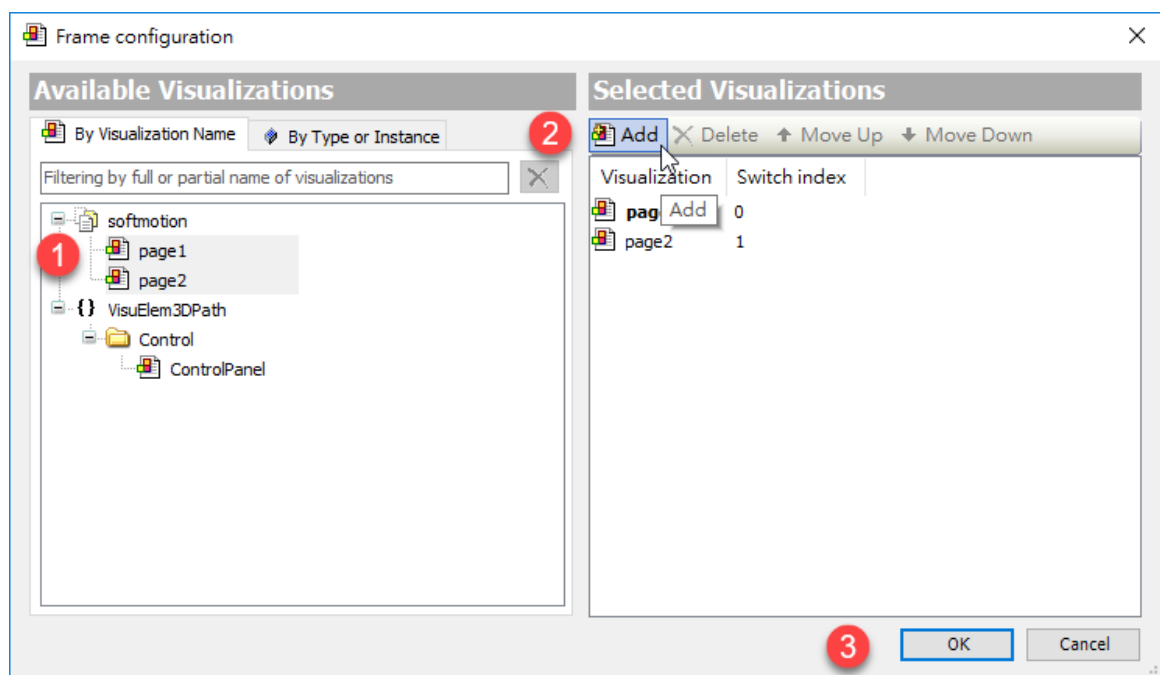 Frame configuration
Available Visualizations
Selected Visualizations
By Visualization Name
By Type or Instance
2
Add
Delete
Move Up
Move Down
Filtering by full or partial name of visualizations
Visualization
Switch index
softmotion
pag
Add
0
1
page1
page2
1
page2
VisuElem3DPath
Control
ControlPanel
3
OK
Cancel